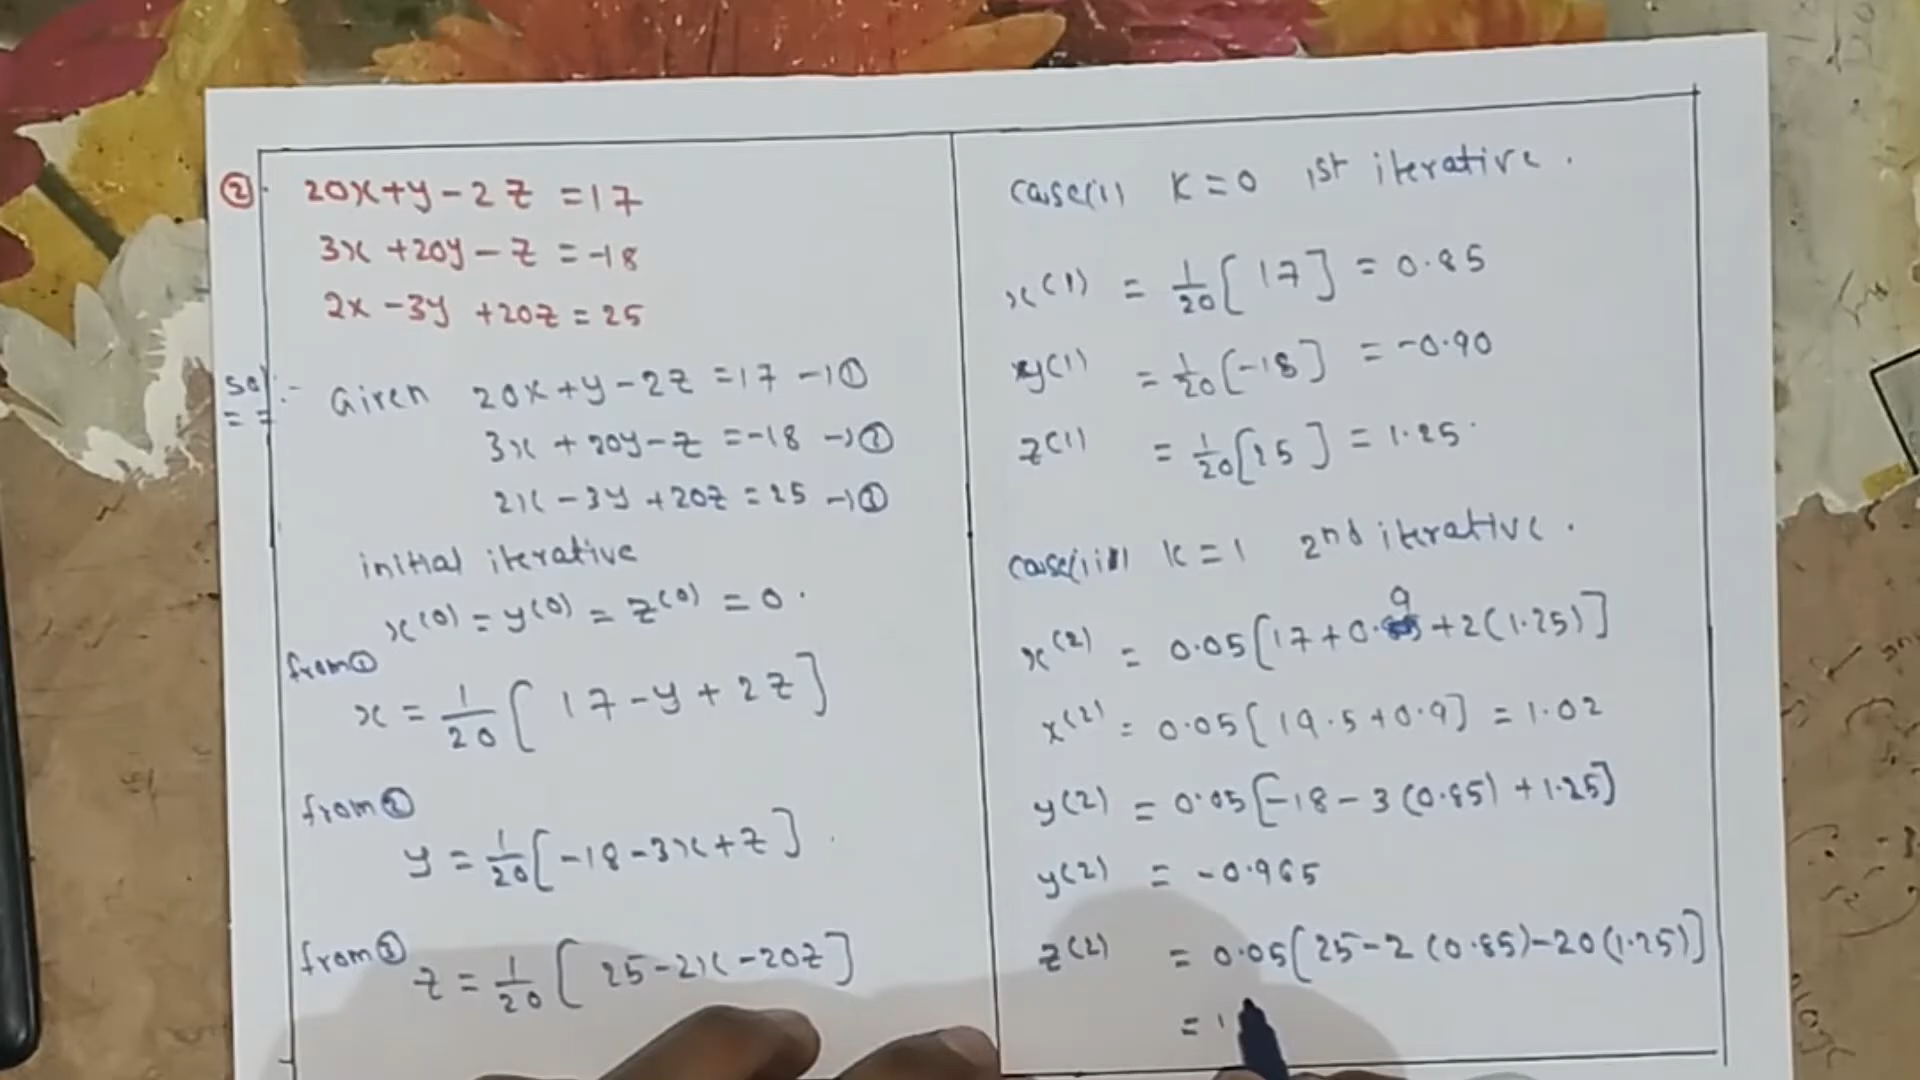 ② 20x+y-2z =17
3x +20y-z =-18
2x -3y +20z =25
Sol:- Given 20x+y-2z =17 -①
3x + 20y-z =-18 -②
2x -3y +20z =25 -③
initial iterative
x(0) = y(0) = z(0) = 0.
from①
x = 1/20 [ 17-y+2z]
from②
y = 1/20 [-18-3x+z].
from③
z = 1/20 [ 25-2x-20z]
case(i) K=0 1st iterative.
x(1) = 1/20 [ 17] = 0.85
y(1) = 1/20 [-18] = -0.90
z(1) = 1/20 [25] = 1.25.
case(ii) K=1 2nd iterative.
x(2) = 0.05[17+0.9+2(1.25)]
x(2) = 0.05[19.5+0.9] = 1.02
y(2) = 0.05[-18-3(0.85)+1.25]
y(2) = -0.965
z(2) = 0.05[25-2(0.85)-20(1.25)]
= 1